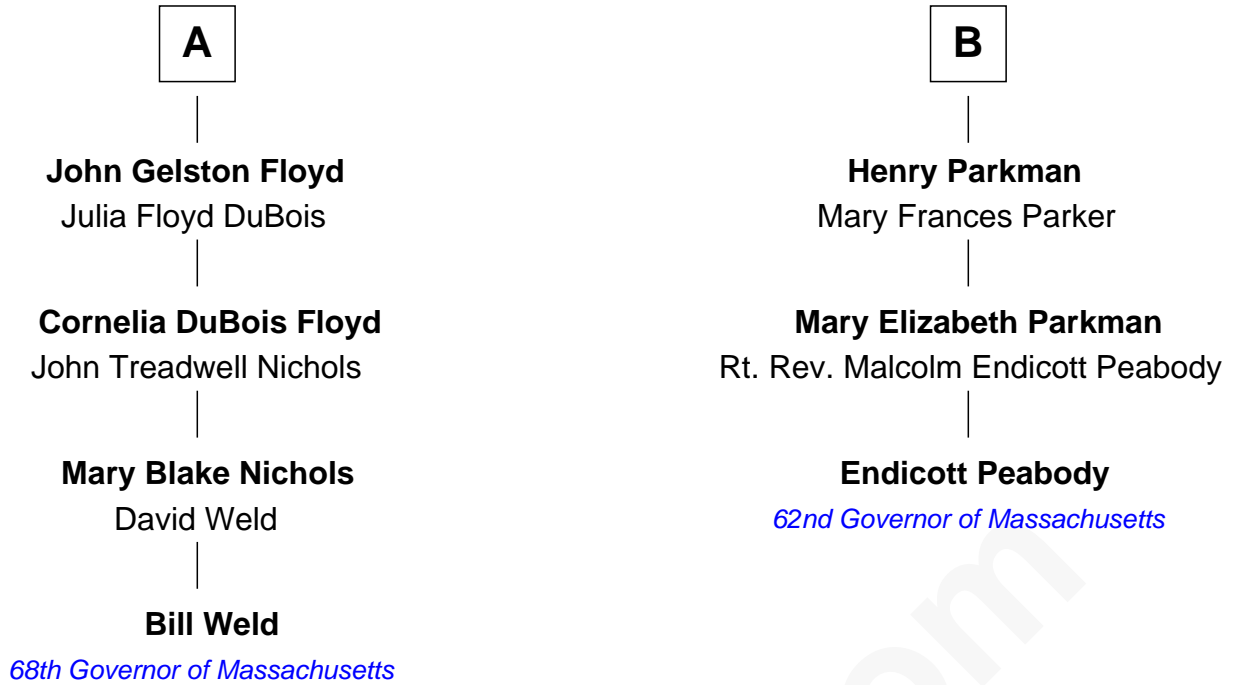 A
John Gelston Floyd
Julia Floyd DuBois
Cornelia DuBois Floyd
John Treadwell Nichols
Mary Blake Nichols
David Weld
Bill Weld
68th Governor of Massachusetts
B
Henry Parkman
Mary Frances Parker
Mary Elizabeth Parkman
Rt. Rev. Malcolm Endicott Peabody
Endicott Peabody
62nd Governor of Massachusetts
om